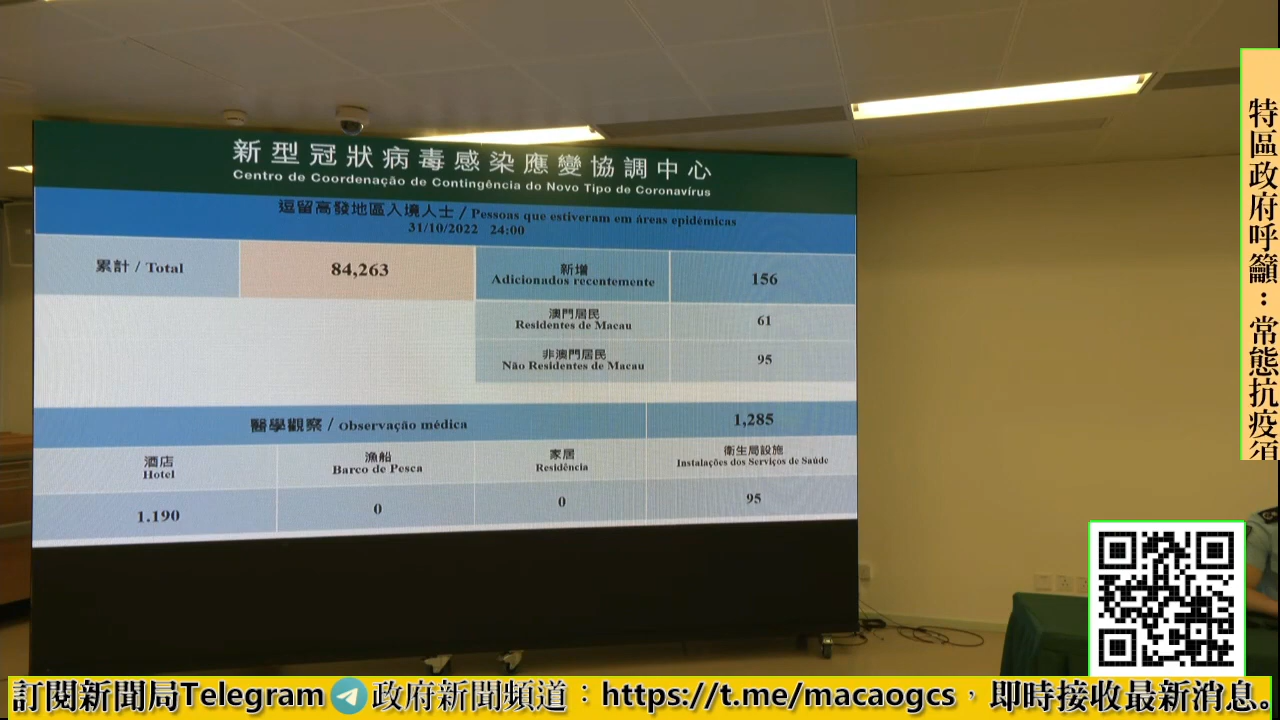 新型冠狀病毒感染應變協調中心
Centro de Coordenação de Contingência do Novo Tipo de Coronavírus
逗留高發地區入境人士 / Pessoas que estiveram em áreas epidémicas
31/10/2022 24:00
累計 / Total
84,263
新增
Adicionados recentemente
156
澳門居民
Residentes de Macau
61
非澳門居民
Não Residentes de Macau
95
醫學觀察 / Observação médica
1,285
酒店
Hotel
漁船
Barco de Pesca
家居
Residência
衛生局設施
Instalações dos Serviços de Saúde
1.190
0
0
95
特區政府呼籲：常態抗疫須
訂閱新聞局Telegram 政府新聞頻道：https://t.me/macaogcs，即時接收最新消息。